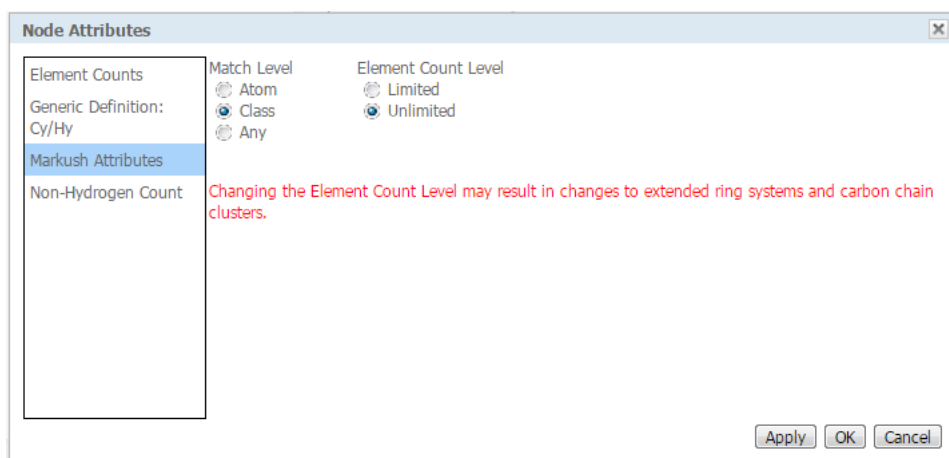 Node Attributes
Element Counts
Generic Definition:
Cy/Hy
Markush Attributes
Non-Hydrogen Count
Match Level
Atom
Class
Any
Element Count Level
Limited
Unlimited
Changing the Element Count Level may result in changes to extended ring systems and carbon chain
clusters.
Apply OK Cancel